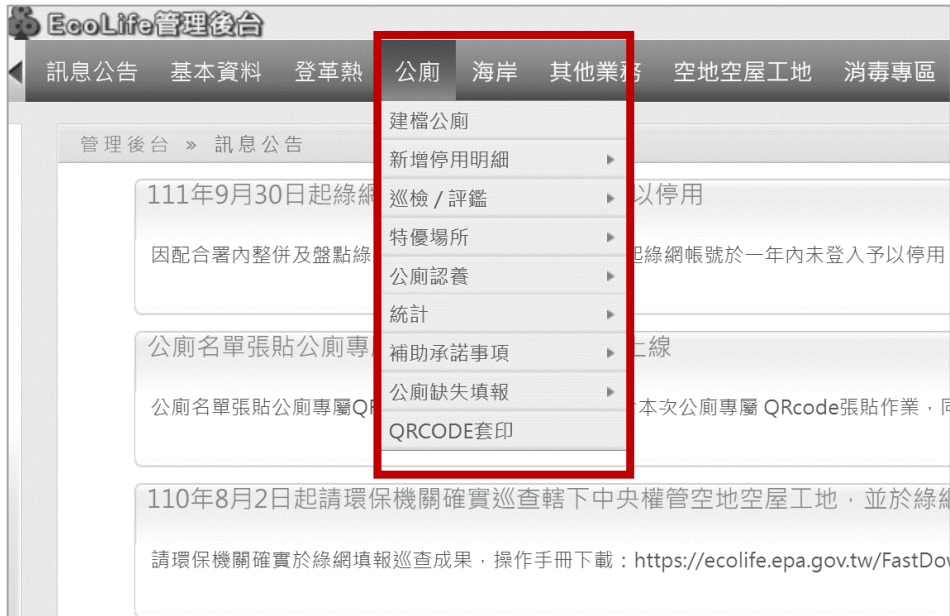 EcoLife管理後台
訊息公告 基本資料 登革熱 公廁 海岸 其他業務 空地空屋工地 消毒專區
管理後台 » 訊息公告
建檔公廁
新增停用明細
巡檢 / 評鑑
特優場所
公廁認養
統計
補助承諾事項
公廁缺失填報
QRCODE套印
111年9月30日起綠網 以停用
因配合署內整併及盤點綠 起綠網帳號於一年內未登入予以停用
公廁名單張貼公廁專 上線
公廁名單張貼公廁專屬QR 本次公廁專屬 QRcode張貼作業，同
110年8月2日起請環保機關確實巡查轄下中央權管空地空屋工地，並於綠網
請環保機關確實於綠網填報巡查成果，操作手冊下載：https://ecolife.epa.gov.tw/FastDow